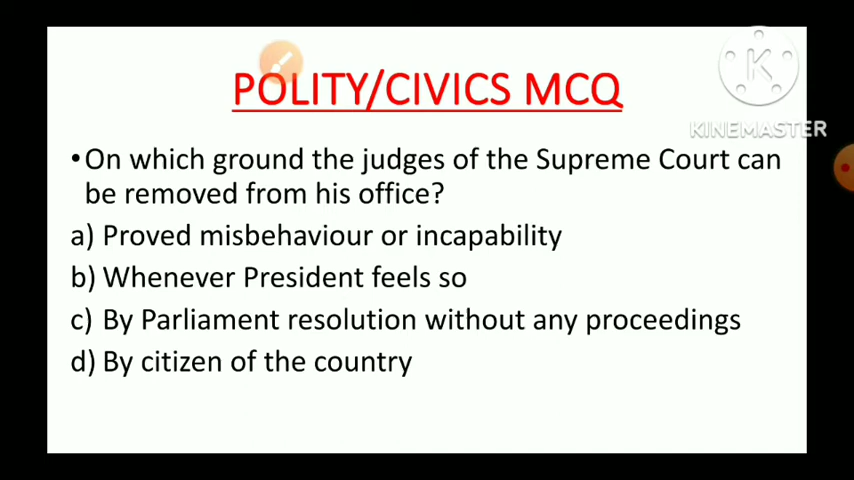 POLITY/CIVICS MCQ
K
KINEMASTER
•On which ground the judges of the Supreme Court can
be removed from his office?
a) Proved misbehaviour or incapability
b) Whenever President feels so
c) By Parliament resolution without any proceedings
d) By citizen of the country